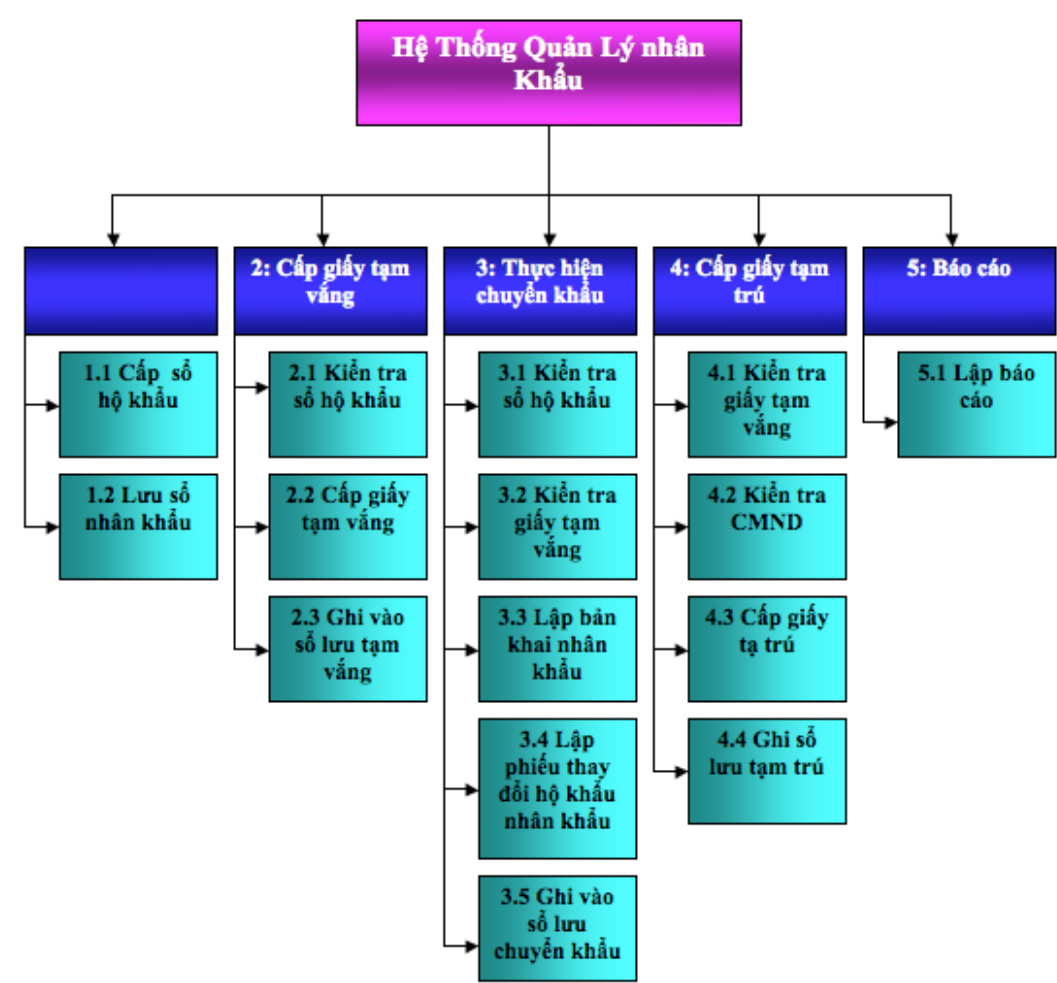 Hệ Thống Quản Lý nhân
Khẩu
2: Cấp giấy tạm
vắng
3: Thực hiện
chuyển khẩu
4: Cấp giấy tạm
trú
5: Báo cáo
1.1 Cấp sổ
hộ khẩu
1.2 Lưu sổ
nhân khẩu
2.1 Kiển tra
sổ hộ khẩu
2.2 Cấp giấy
tạm vắng
2.3 Ghi vào
sổ lưu tạm
vắng
3.1 Kiển tra
sổ hộ khẩu
3.2 Kiển tra
giấy tạm
vắng
3.3 Lập bản
khai nhân
khẩu
3.4 Lập
phiếu thay
đổi hộ khẩu
nhân khẩu
3.5 Ghi vào
sổ lưu
chuyển khẩu
4.1 Kiển tra
giấy tạm
vắng
4.2 Kiển tra
CMND
4.3 Cấp giấy
tạ trú
4.4 Ghi sổ
lưu tạm trú
5.1 Lập báo
cáo